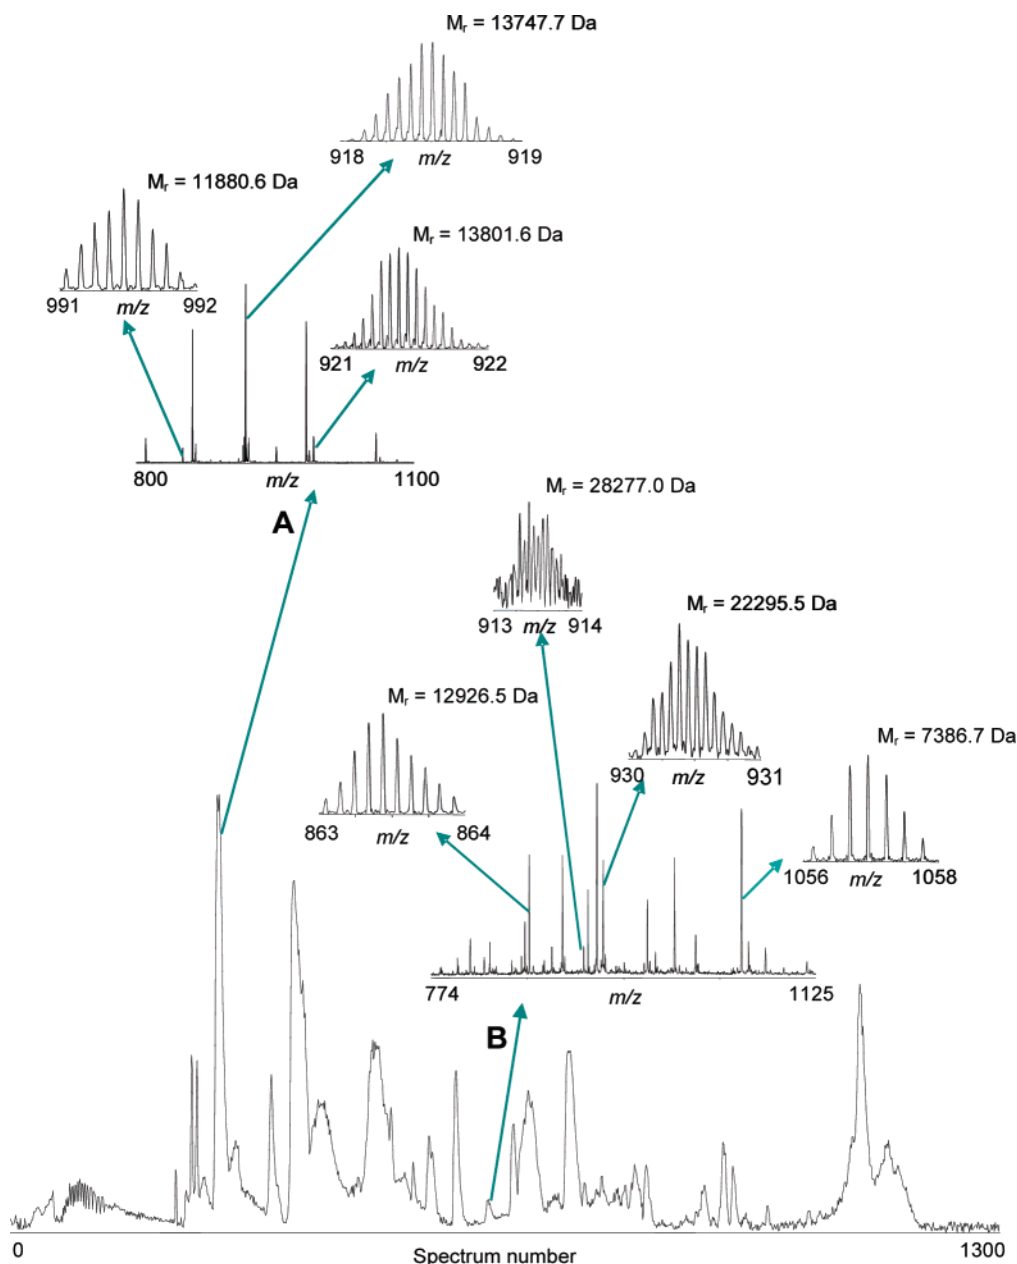 Mr = 13747.7 Da
918 m/z 919
Mr = 11880.6 Da
991 m/z 992
Mr = 13801.6 Da
921 m/z 922
800 m/z 1100
A
Mr = 28277.0 Da
913 m/z 914
Mr = 22295.5 Da
930 m/z 931
Mr = 12926.5 Da
863 m/z 864
Mr = 7386.7 Da
1056 m/z 1058
774 m/z 1125
B
0 Spectrum number 1300